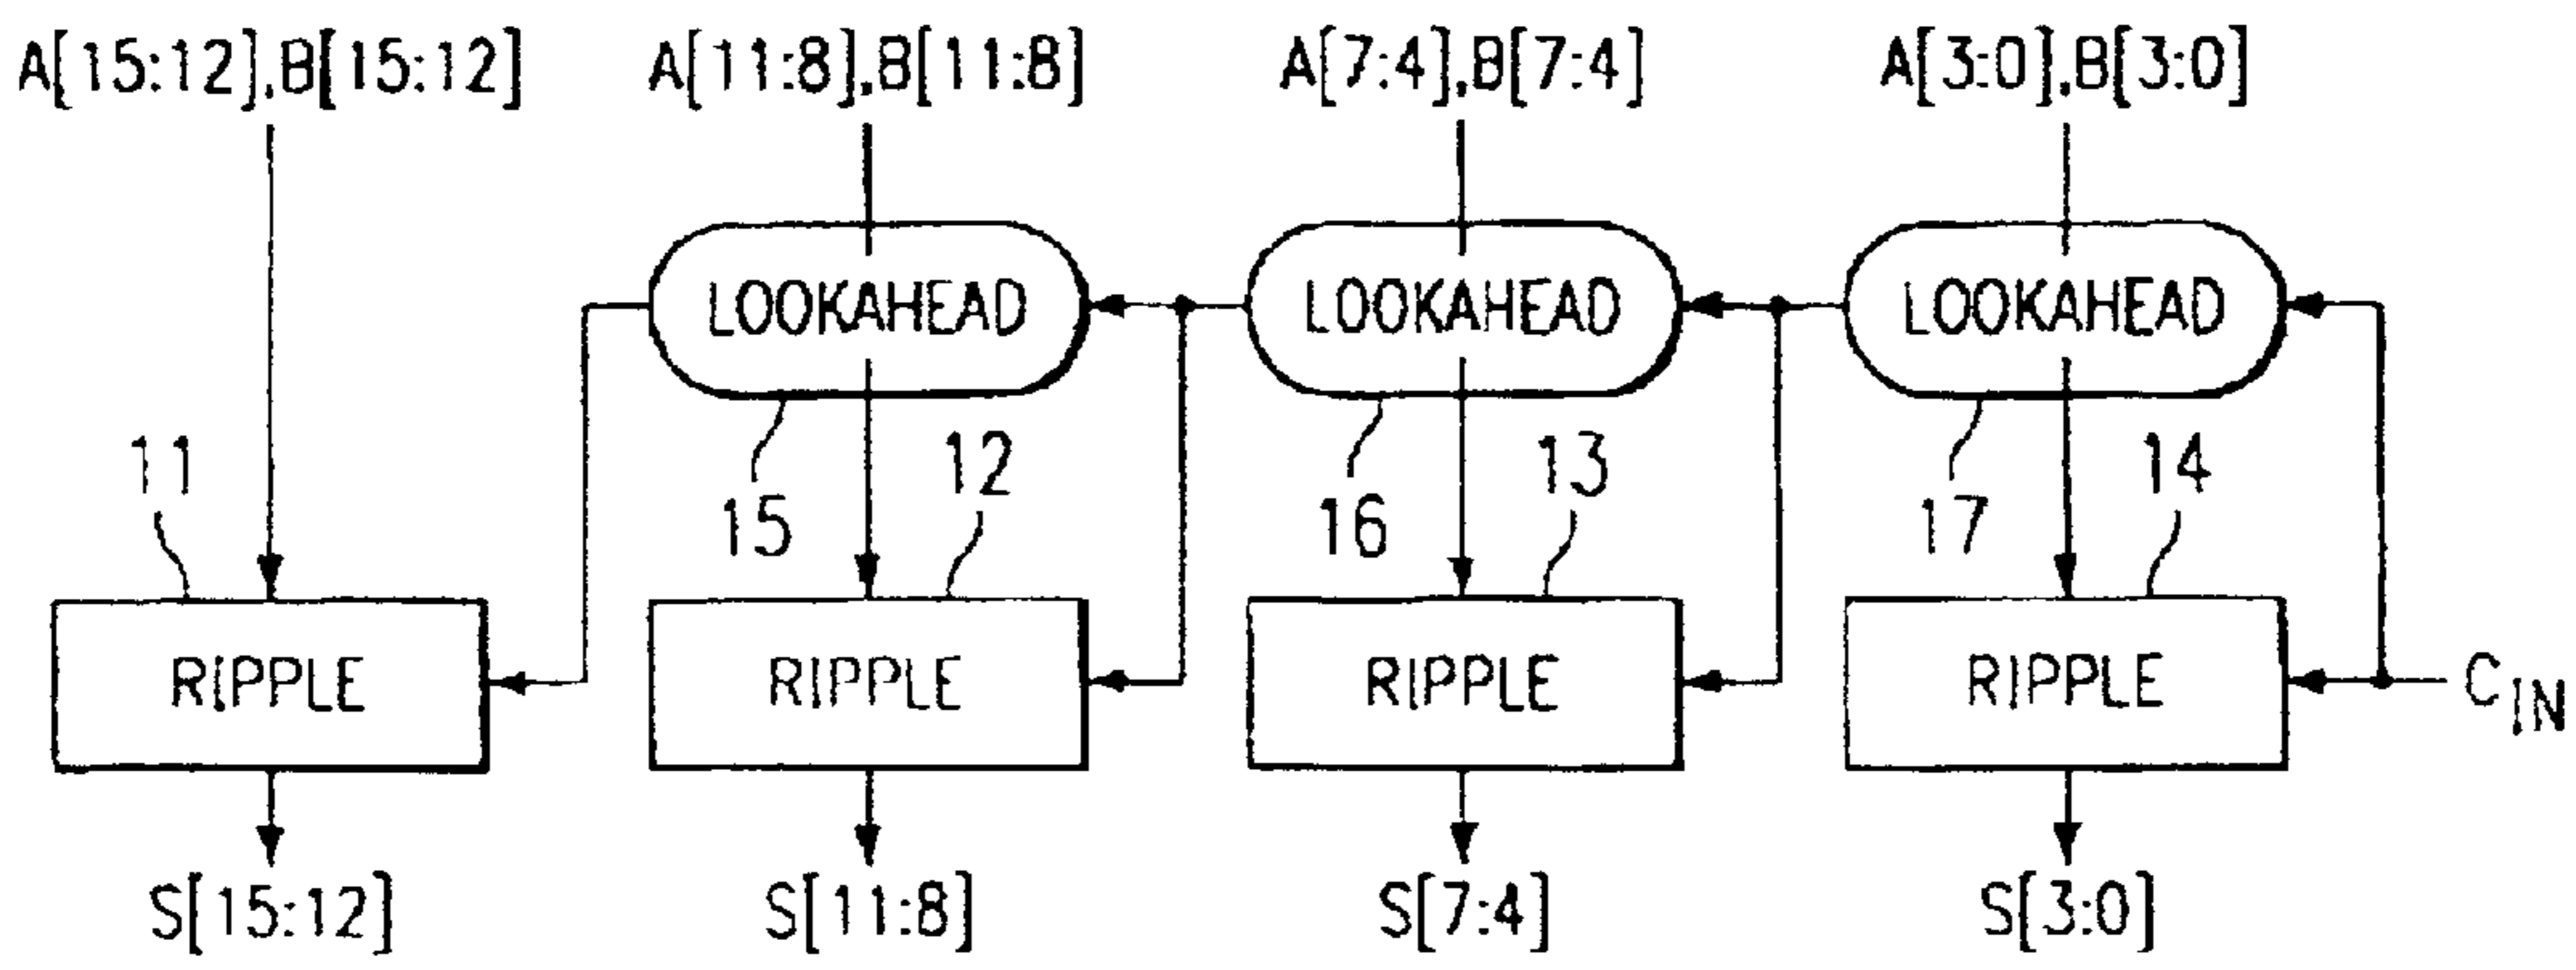 A[15:12],B[15:12] A[11:8],B[11:8] A[7:4],B[7:4] A[3:0],B[3:0]
LOOKAHEAD LOOKAHEAD LOOKAHEAD
11 12 13 14
15 16 17
RIPPLE RIPPLE RIPPLE RIPPLE C_IN
S[15:12] S[11:8] S[7:4] S[3:0]